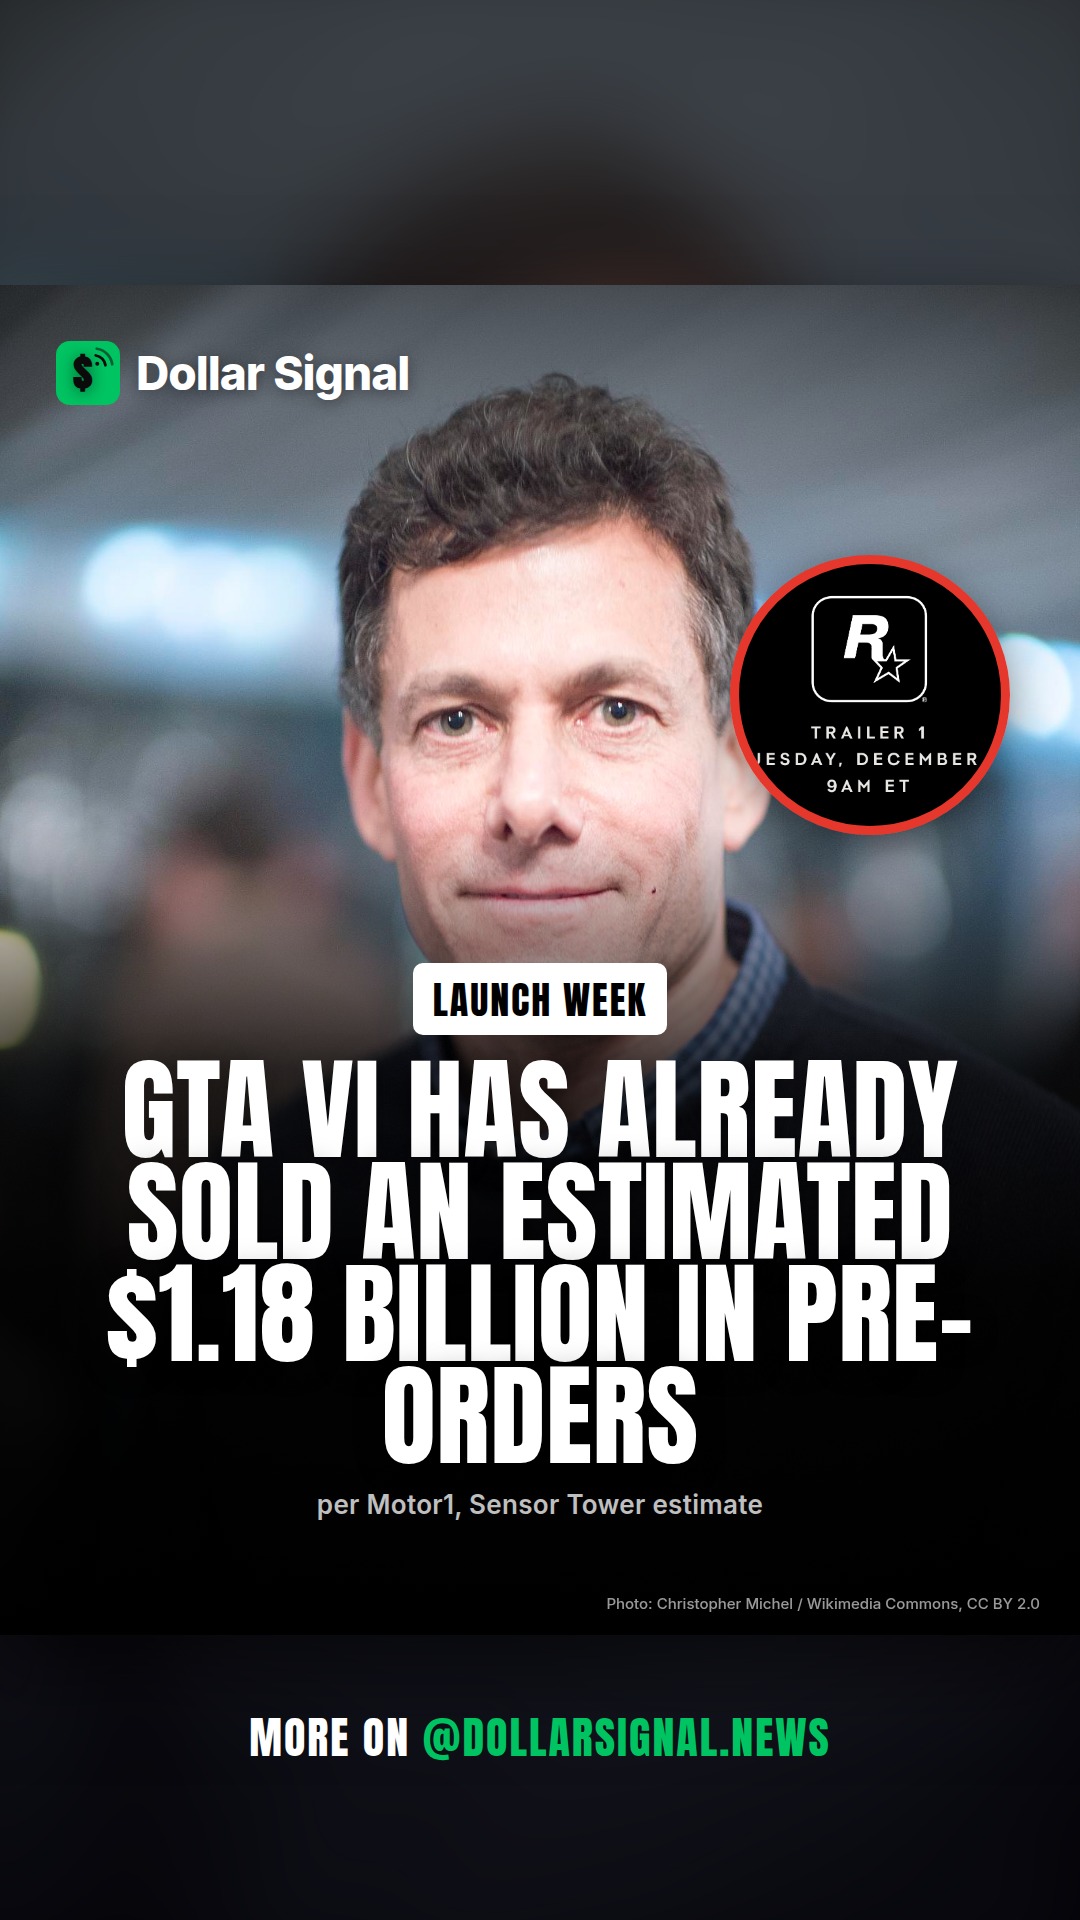 $
Dollar Signal
R
TRAILER 1
UESDAY, DECEMBER
9AM ET
LAUNCH WEEK
GTA VI HAS ALREADY
SOLD AN ESTIMATED
$1.18 BILLION IN PRE-
ORDERS
per Motor1, Sensor Tower estimate
Photo: Christopher Michel / Wikimedia Commons, CC BY 2.0
MORE ON @DOLLARSIGNAL.NEWS